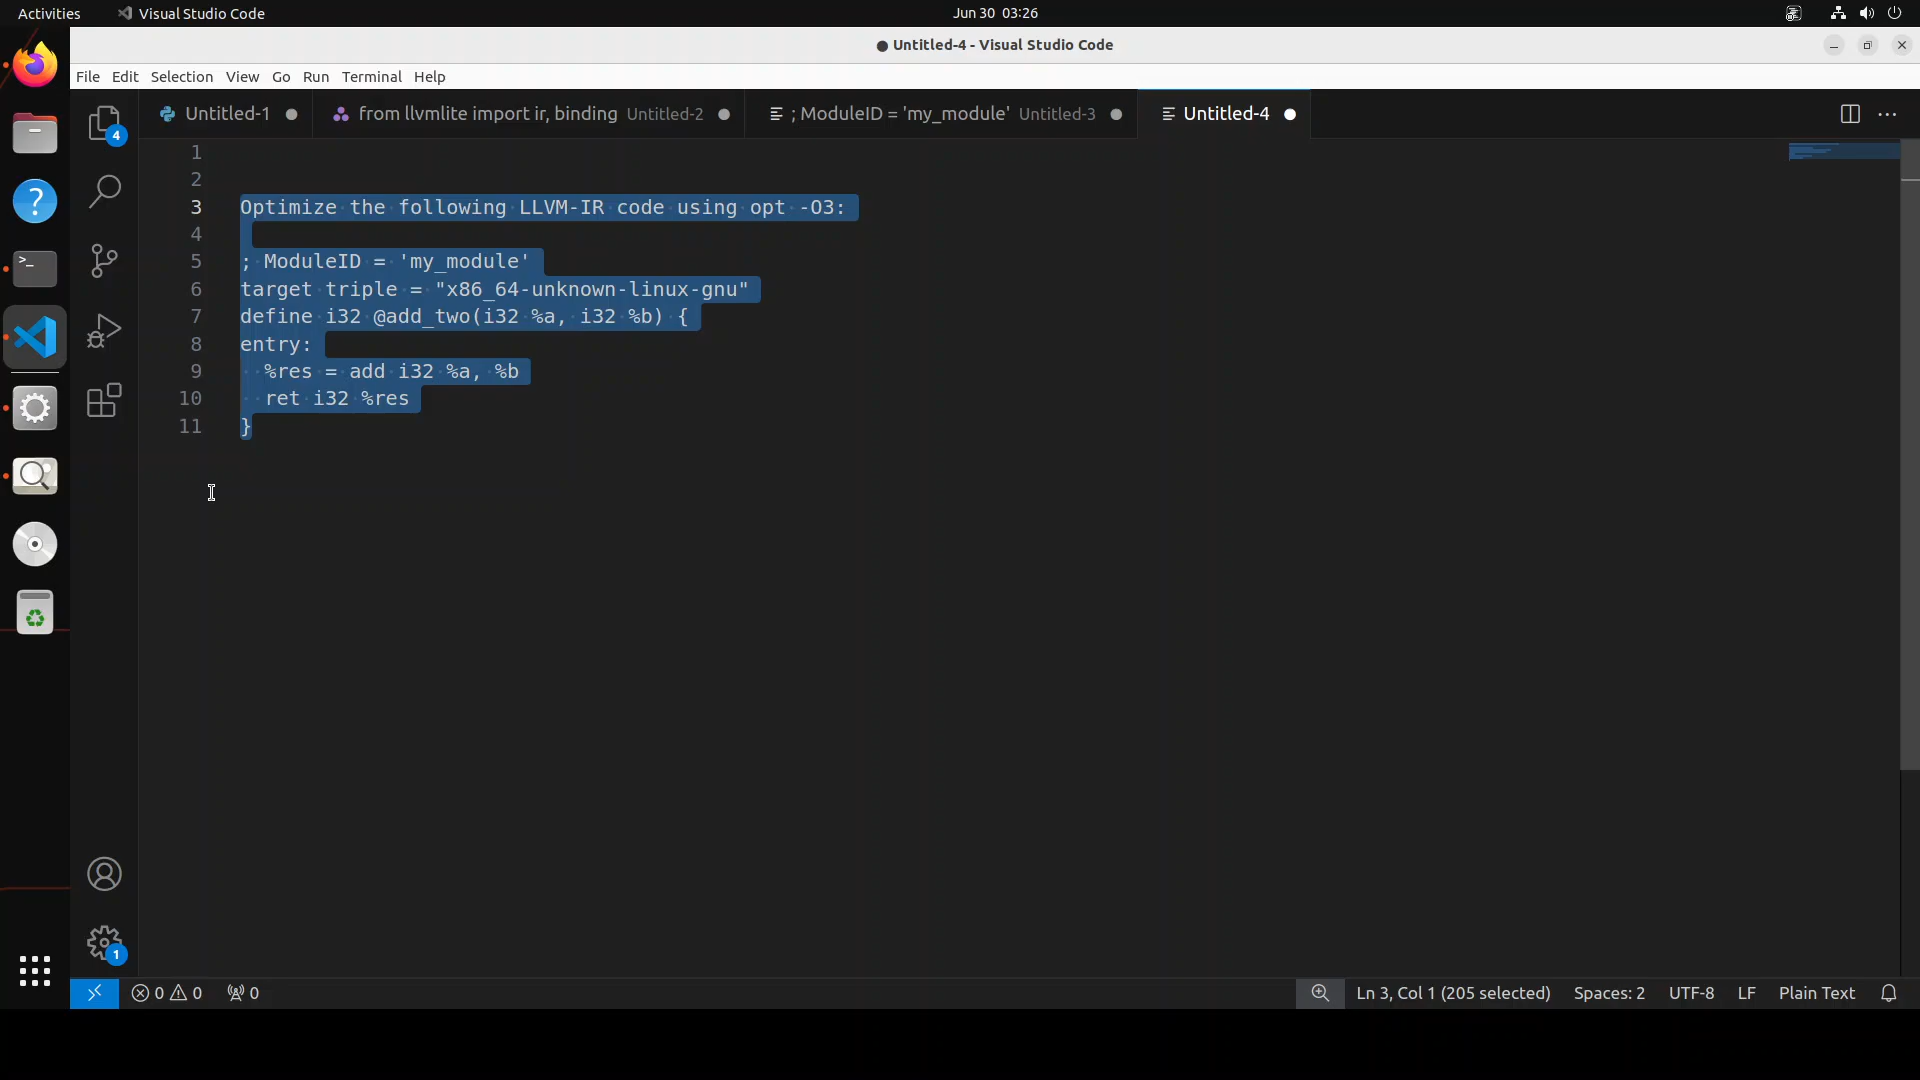 Activities Visual Studio Code Jun 30 03:26
● Untitled-4 - Visual Studio Code
File Edit Selection View Go Run Terminal Help
4
Untitled-1 from llvmlite import ir, binding Untitled-2 ; ModuleID = 'my_module' Untitled-3 Untitled-4
1
2
3 Optimize the following LLVM-IR code using opt -O3:
4
5 ; ModuleID = 'my_module'
6 target triple = "x86_64-unknown-linux-gnu"
7 define i32 @add_two(i32 %a, i32 %b) {
8 entry:
9   %res = add i32 %a, %b
10   ret i32 %res
11 }
1
0 0 0 Ln 3, Col 1 (205 selected) Spaces: 2 UTF-8 LF Plain Text